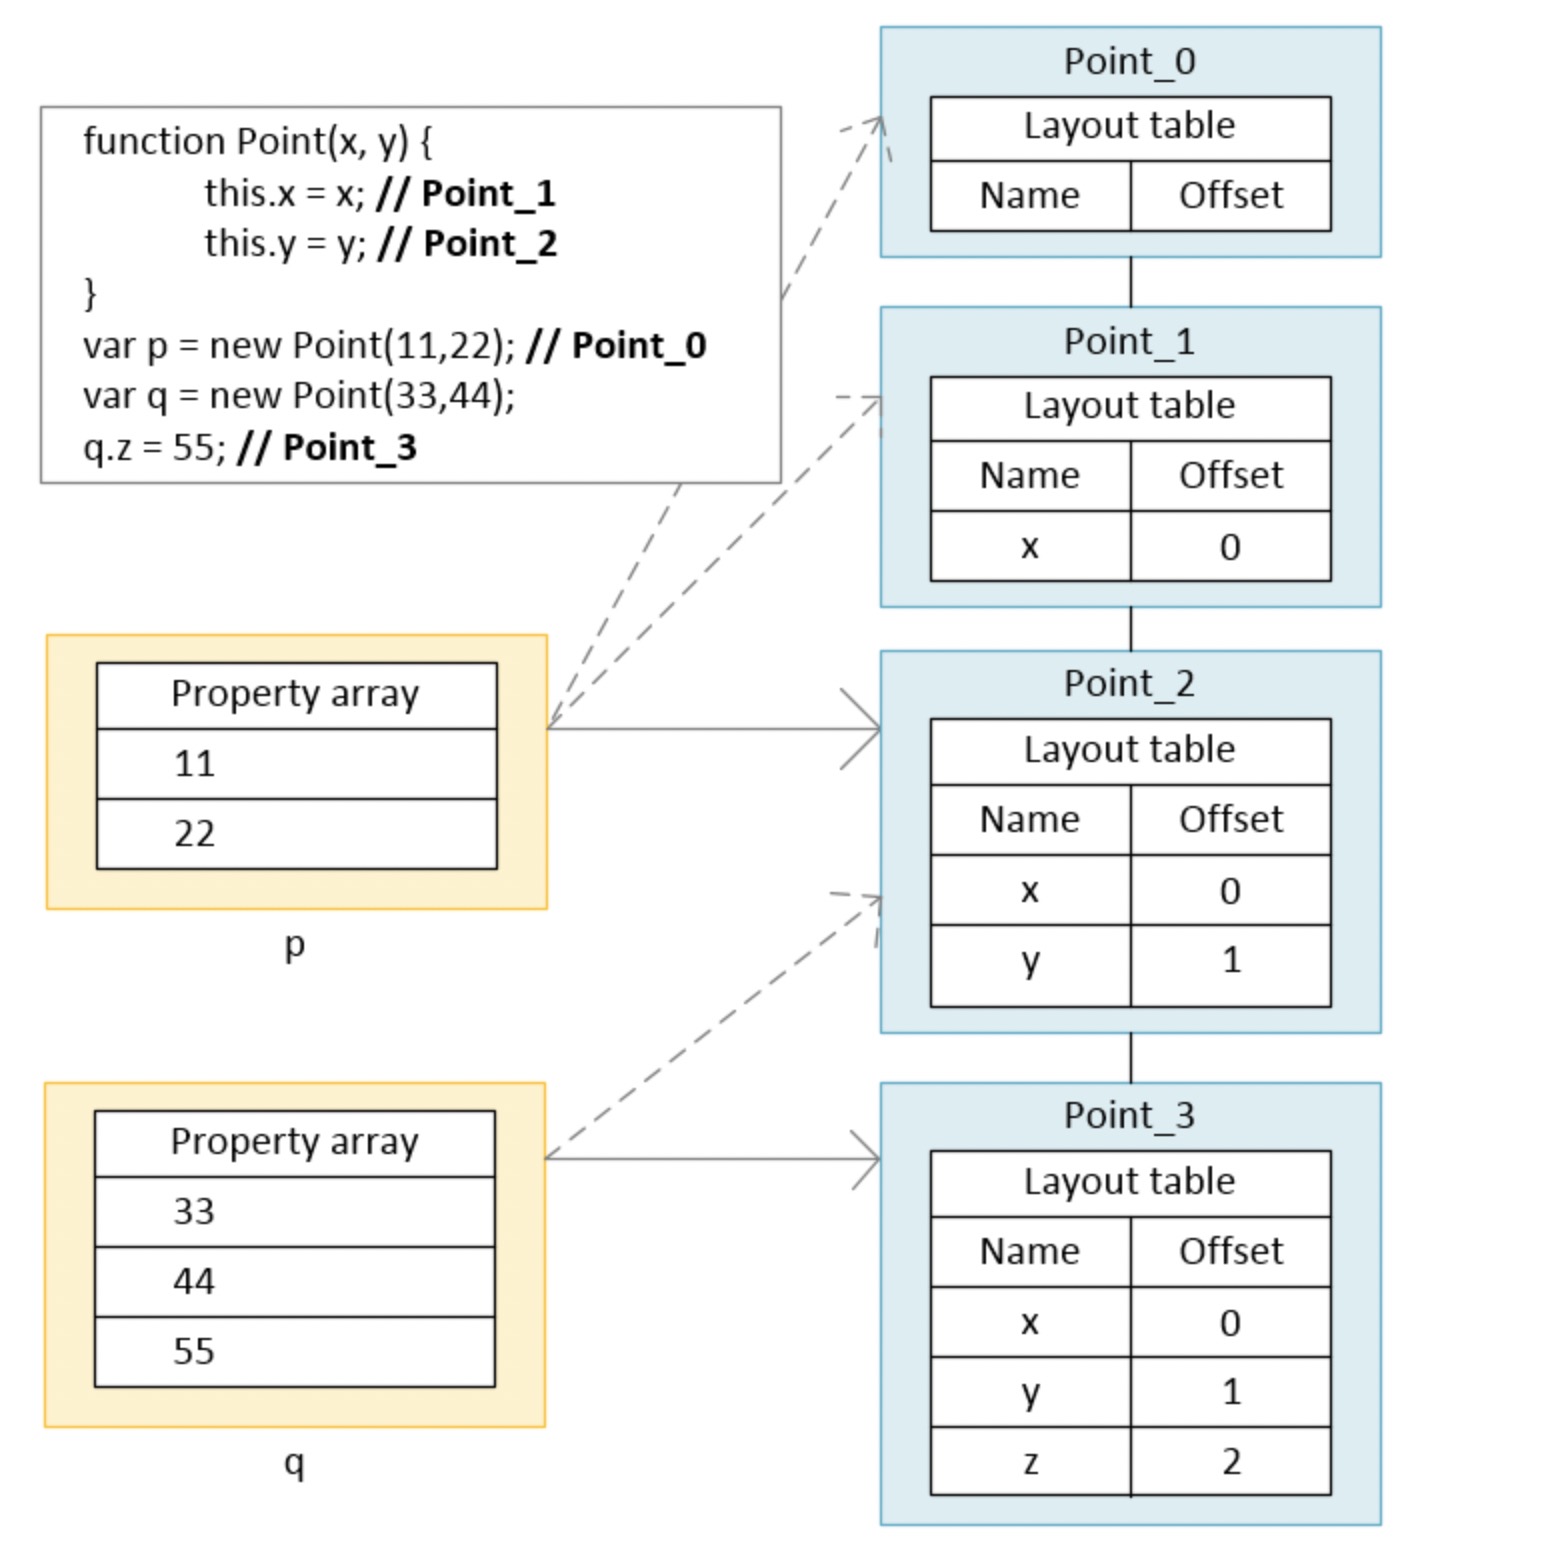 function Point(x, y) {
this.x = x; // Point_1
this.y = y; // Point_2
}
var p = new Point(11,22); // Point_0
var q = new Point(33,44);
q.z = 55; // Point_3
Property array
11
22
p
Property array
33
44
55
q
Point_0
Layout table
Name Offset
Point_1
Layout table
Name Offset
x 0
Point_2
Layout table
Name Offset
x 0
y 1
Point_3
Layout table
Name Offset
x 0
y 1
z 2